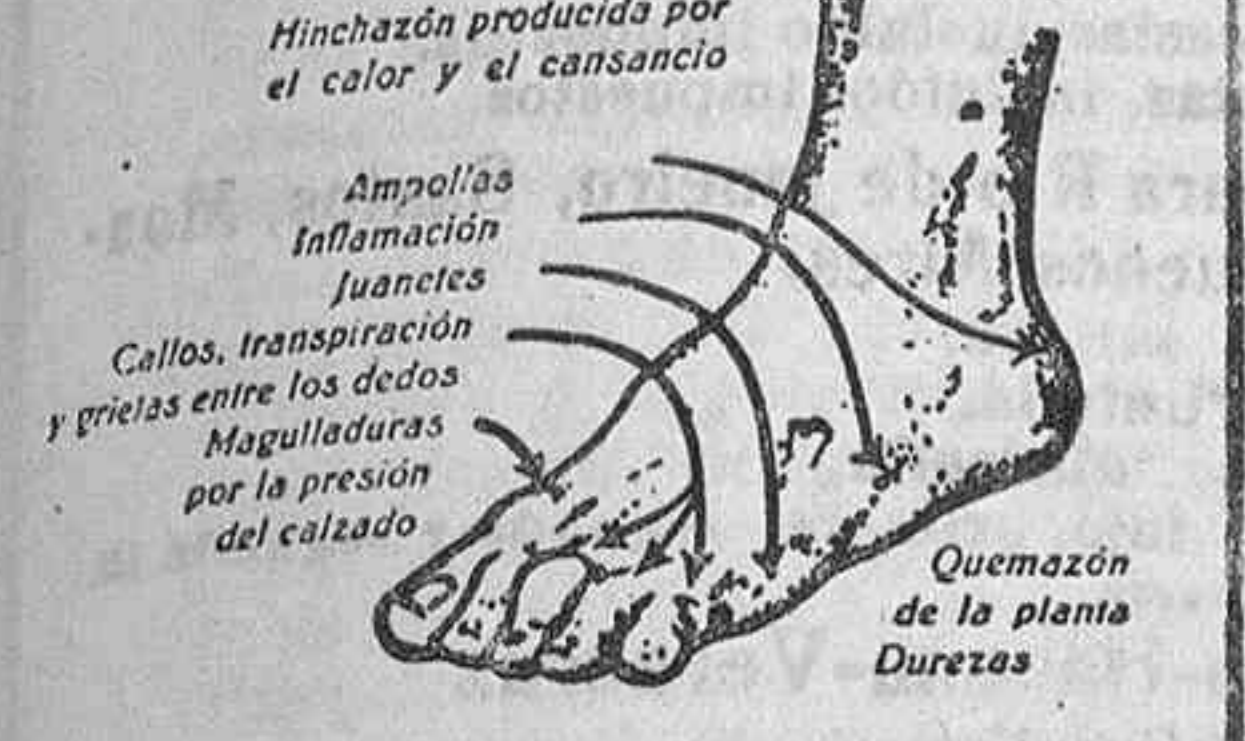 Hinchazón producida por
el calor y el cansancio
Ampollas
Inflamación
Juanetes
Callos, transpiración
y grietas entre los dedos
Magulladuras
por la presión
del calzado
Quemazón
de la planta
Durezas